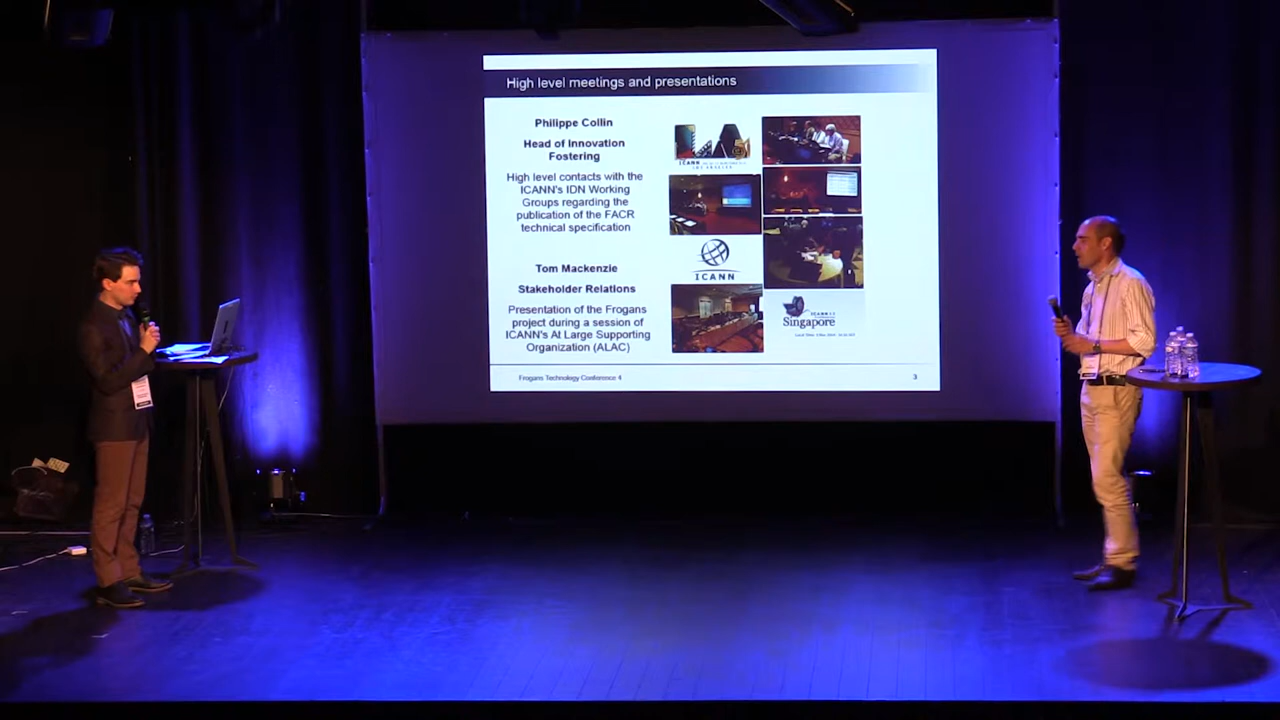 High level meetings and presentations
Philippe Collin
Head of Innovation
Fostering
High level contacts with the
ICANN's IDN Working
Groups regarding the
publication of the FACR
technical specification
Tom Mackenzie
Stakeholder Relations
Presentation of the Frogans
project during a session of
ICANN's At Large Supporting
Organization (ALAC)
ICANN
LOS ANGELES
ICANN
Singapore
Frogans Technology Conference 4
3